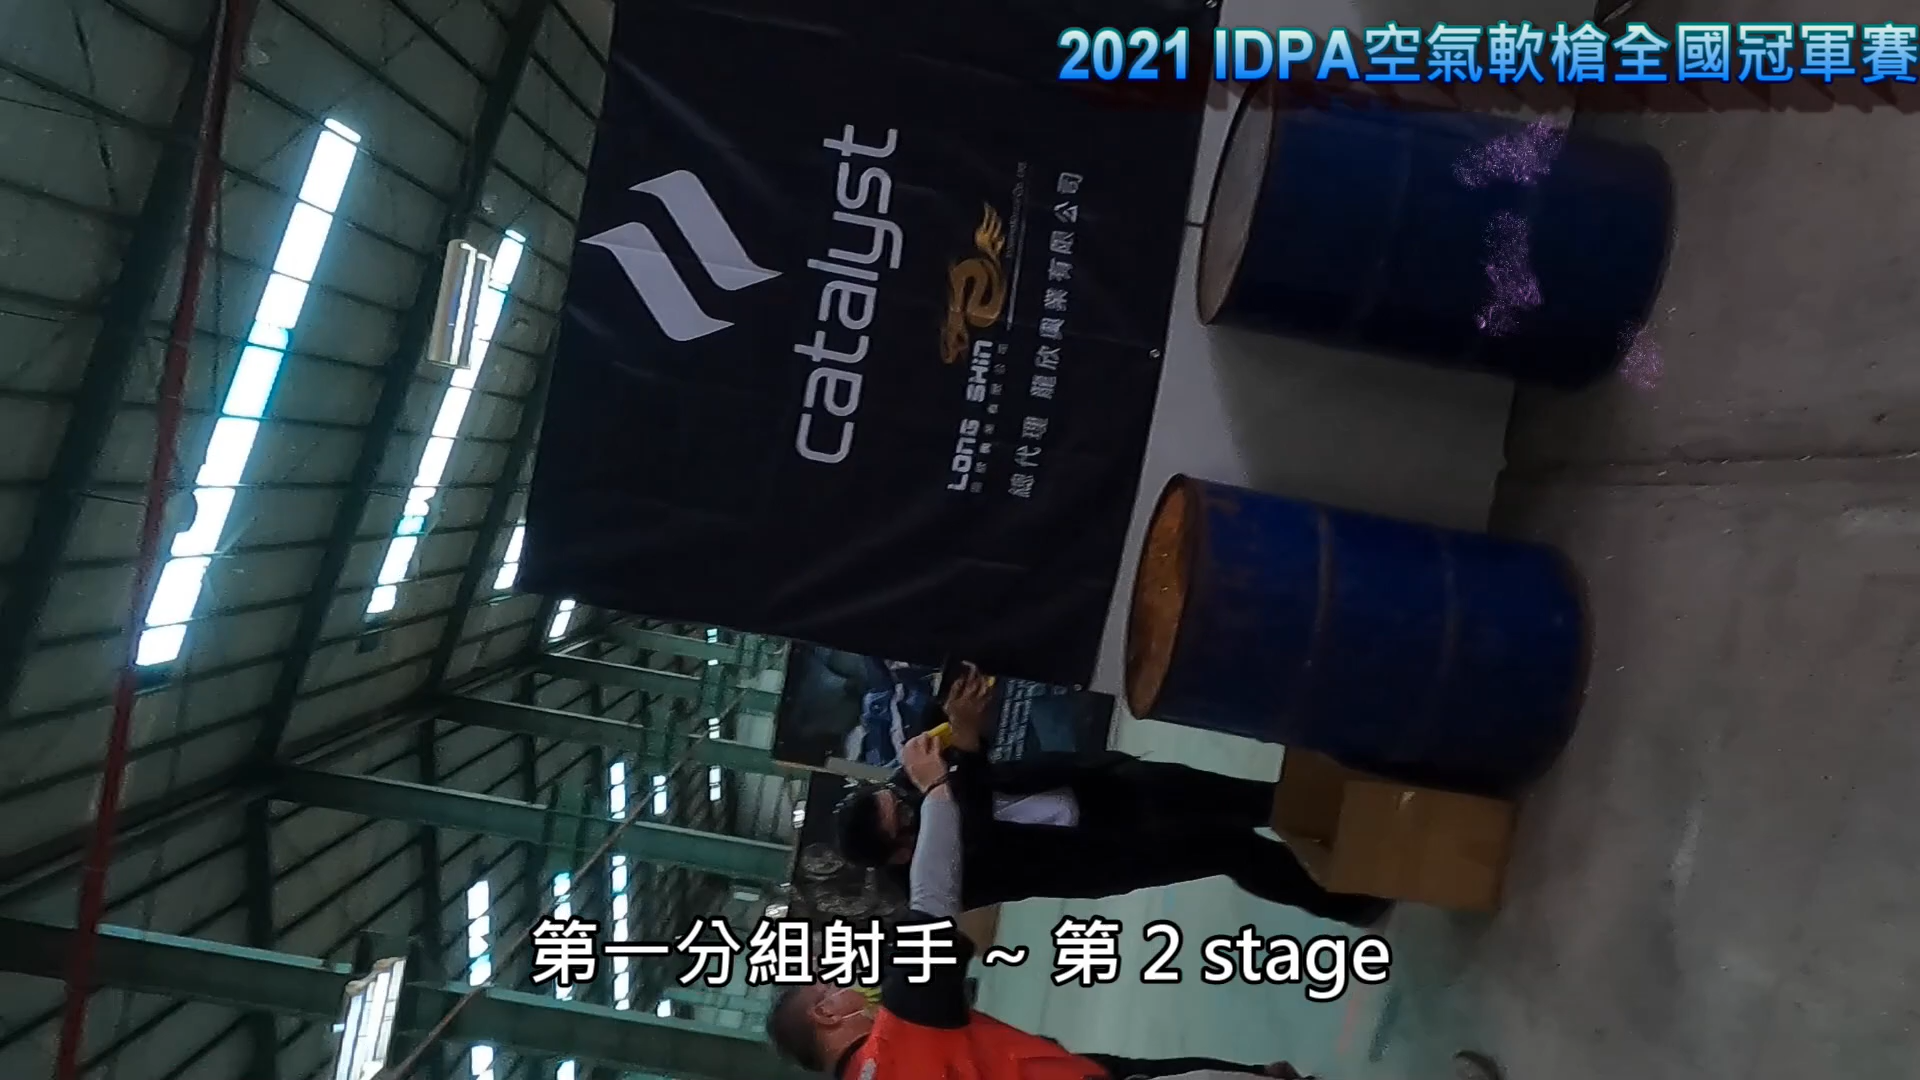 2021 IDPA空氣軟槍全國冠軍賽
catalyst
LONG SHIN
總代理 龍欣興業有限公司
第一分組射手 ~ 第 2 stage